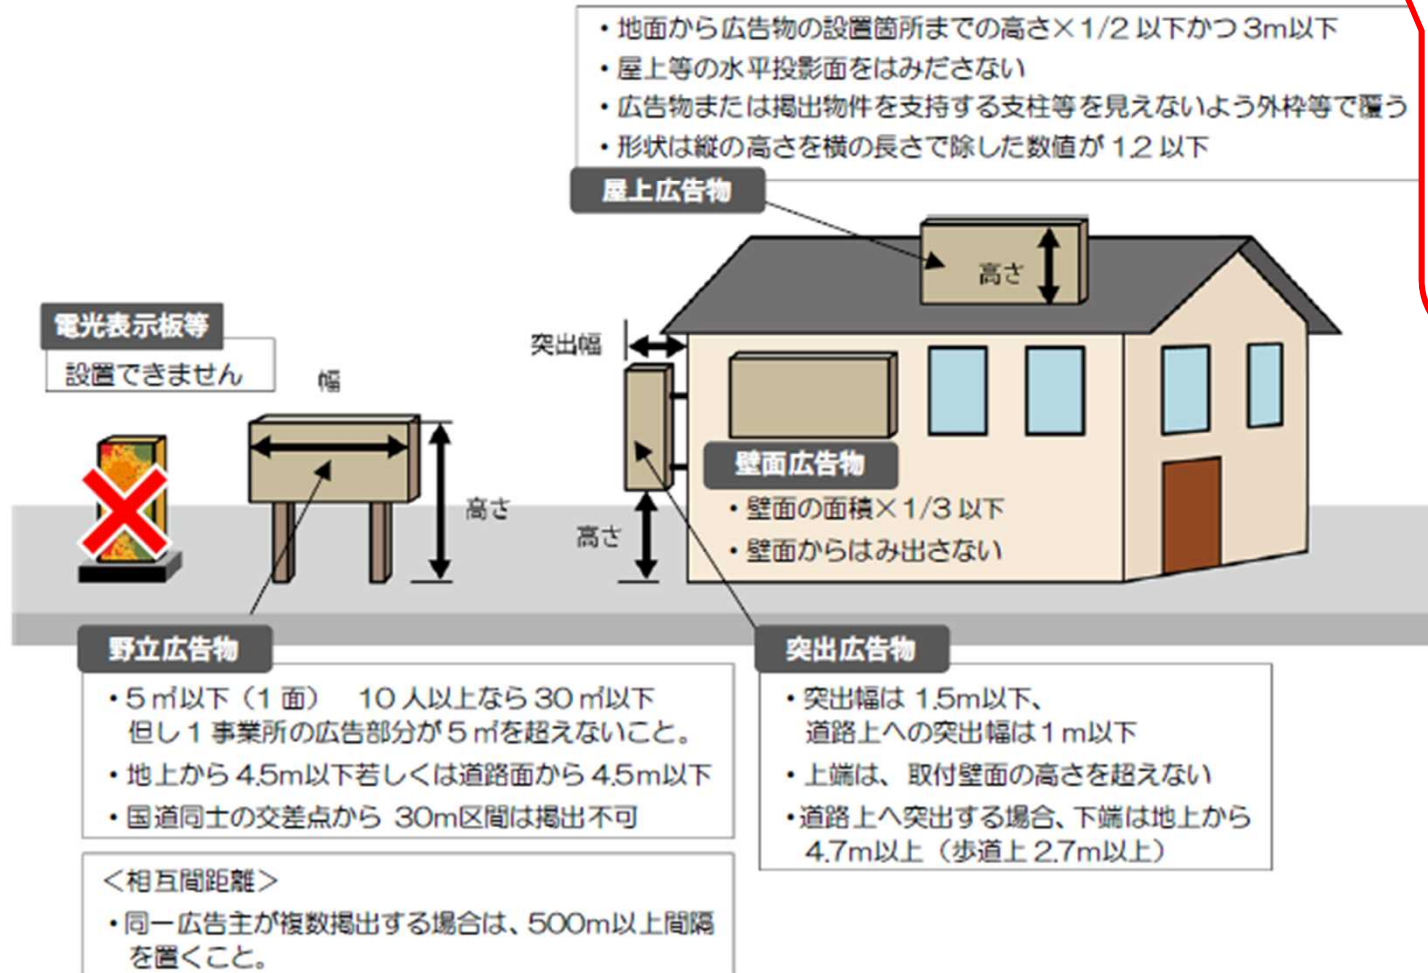 ・地面から広告物の設置箇所までの高さ×1/2 以下かつ 3m以下
・屋上等の水平投影面をはみださない
・広告物または掲出物件を支持する支柱等を見えないよう外枠等で覆う
・形状は縦の高さを横の長さで除した数値が 1.2 以下
屋上広告物
高さ
電光表示板等
設置できません
幅
高さ
突出幅
高さ
壁面広告物
・壁面の面積×1/3 以下
・壁面からはみ出さない
野立広告物
・5㎡以下（1面） 10人以上なら 30㎡以下
但し1事業所の広告部分が5㎡を超えないこと。
・地上から 4.5m以下若しくは道路面から 4.5m以下
・国道同士の交差点から 30m区間は掲出不可
＜相互間距離＞
・同一広告主が複数掲出する場合は、500m以上間隔
を置くこと。
突出広告物
・突出幅は 1.5m以下、
道路上への突出幅は1m以下
・上端は、取付壁面の高さを超えない
・道路上へ突出する場合、下端は地上から
4.7m以上（歩道上 2.7m以上）